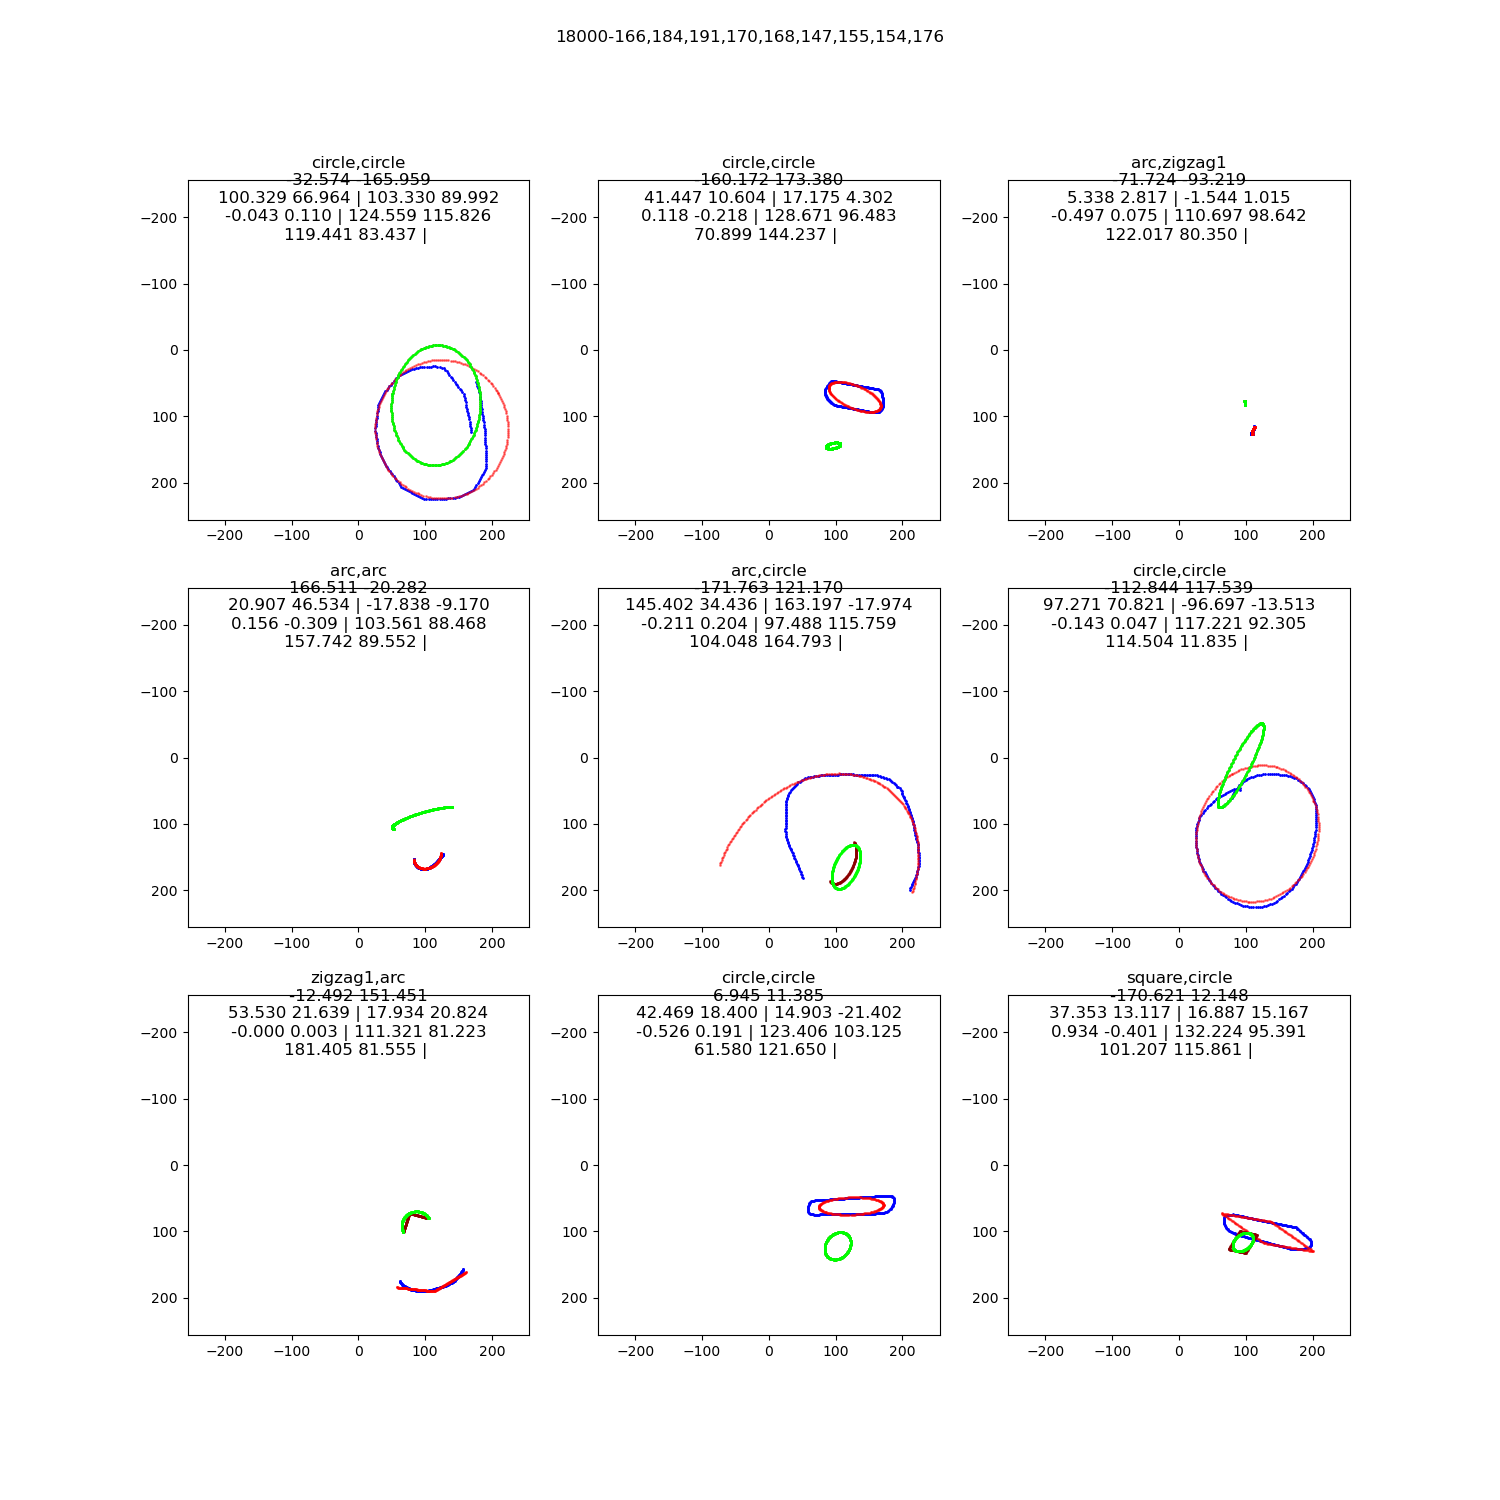 18000-166,184,191,170,168,147,155,154,176
circle,circle
-32.574 -165.959
100.329 66.964 | 103.330 89.992
-0.043 0.110 | 124.559 115.826
119.441 83.437 |
−200
−100
0
100
200
−200 −100 0 100 200
circle,circle
-160.172 173.380
41.447 10.604 | 17.175 4.302
0.118 -0.218 | 128.671 96.483
70.899 144.237 |
−200
−100
0
100
200
−200 −100 0 100 200
arc,zigzag1
-71.724 -93.219
5.338 2.817 | -1.544 1.015
-0.497 0.075 | 110.697 98.642
122.017 80.350 |
−200
−100
0
100
200
−200 −100 0 100 200
arc,arc
166.511 -20.282
20.907 46.534 | -17.838 -9.170
0.156 -0.309 | 103.561 88.468
157.742 89.552 |
−200
−100
0
100
200
−200 −100 0 100 200
arc,circle
-171.763 121.170
145.402 34.436 | 163.197 -17.974
-0.211 0.204 | 97.488 115.759
104.048 164.793 |
−200
−100
0
100
200
−200 −100 0 100 200
circle,circle
-112.844 117.539
97.271 70.821 | -96.697 -13.513
-0.143 0.047 | 117.221 92.305
114.504 11.835 |
−200
−100
0
100
200
−200 −100 0 100 200
zigzag1,arc
-12.492 151.451
53.530 21.639 | 17.934 20.824
-0.000 0.003 | 111.321 81.223
181.405 81.555 |
−200
−100
0
100
200
−200 −100 0 100 200
circle,circle
6.945 11.385
42.469 18.400 | 14.903 -21.402
-0.526 0.191 | 123.406 103.125
61.580 121.650 |
−200
−100
0
100
200
−200 −100 0 100 200
square,circle
-170.621 12.148
37.353 13.117 | 16.887 15.167
0.934 -0.401 | 132.224 95.391
101.207 115.861 |
−200
−100
0
100
200
−200 −100 0 100 200